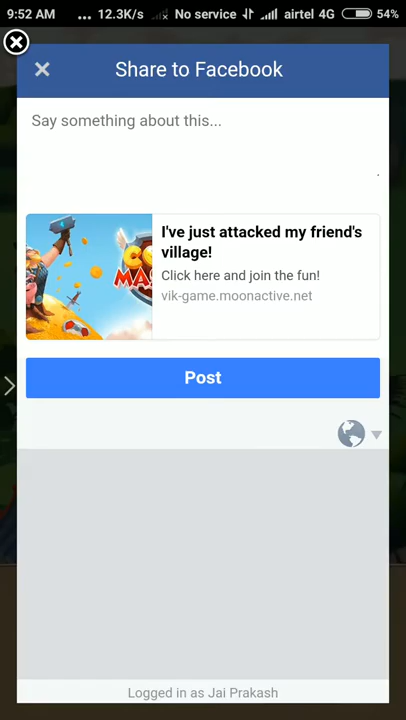 9:52 AM ... 12.3K/s No service airtel 4G 54%
Share to Facebook
Say something about this...
I've just attacked my friend's
village!
Click here and join the fun!
vik-game.moonactive.net
Post
Logged in as Jai Prakash